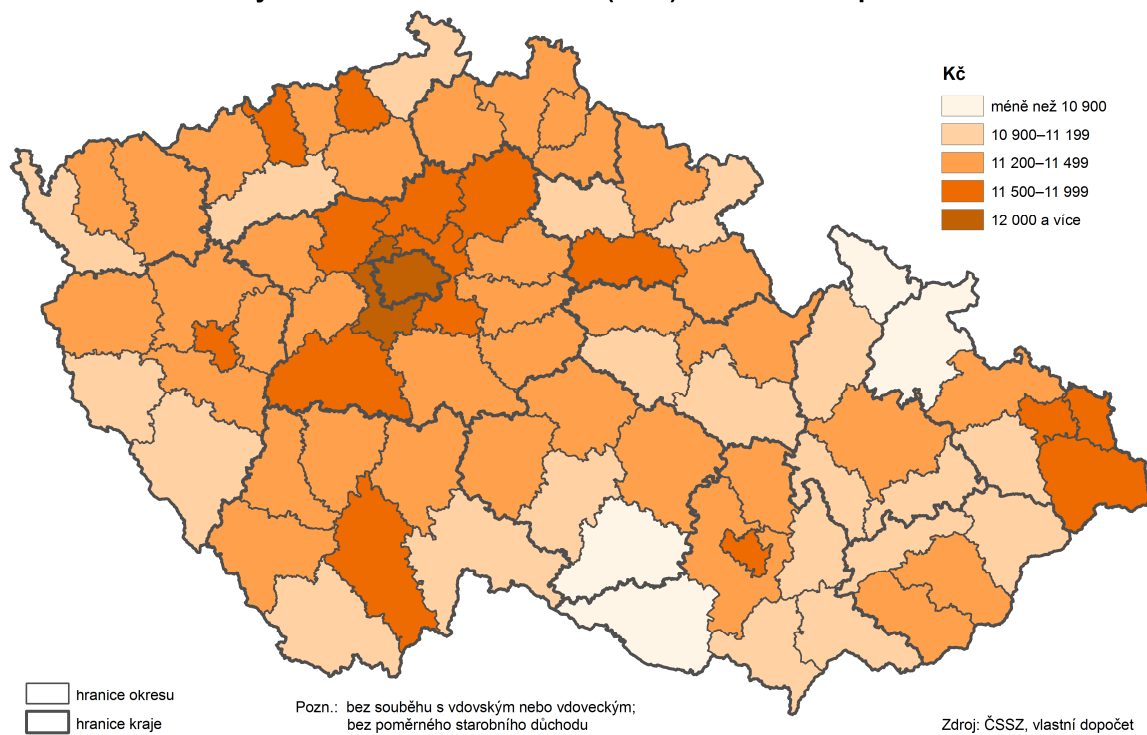 Kč
méně než 10 900
10 900–11 199
11 200–11 499
11 500–11 999
12 000 a více
hranice okresu
hranice kraje
Pozn.: bez souběhu s vdovským nebo vdoveckým;
bez poměrného starobního důchodu
Zdroj: ČSSZ, vlastní dopočet